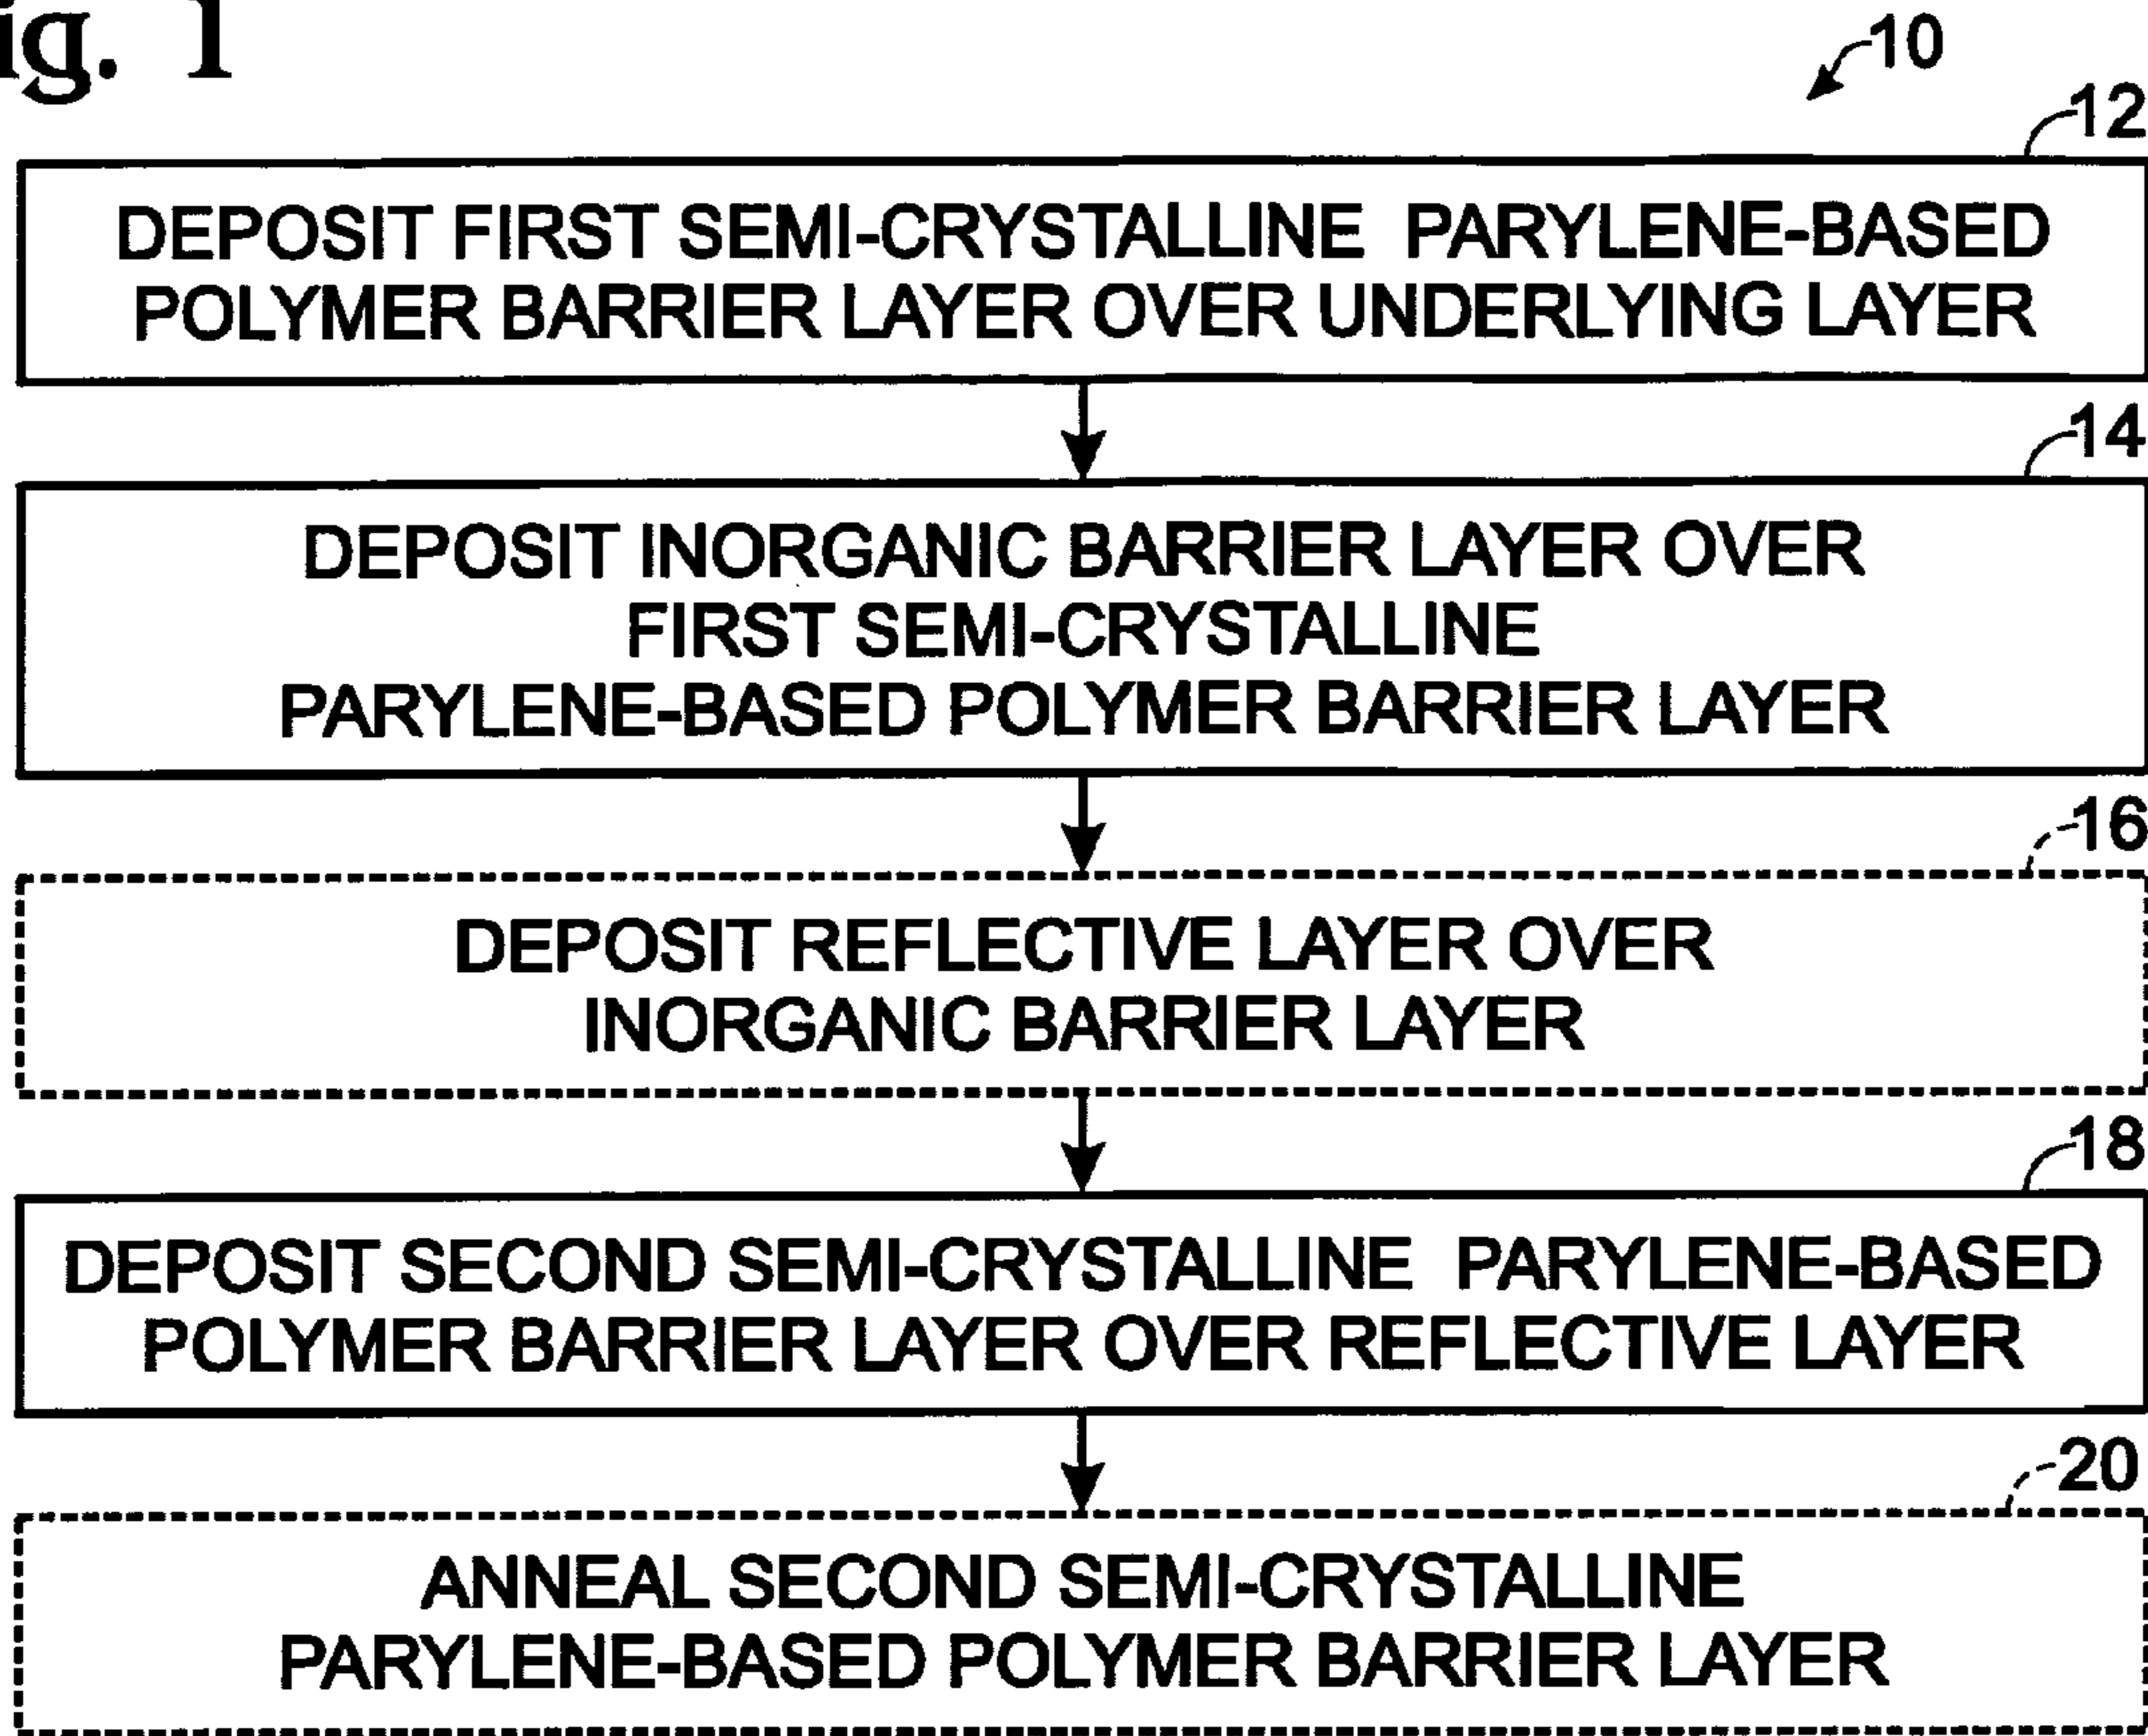 ig. 1
10
12
DEPOSIT FIRST SEMI-CRYSTALLINE PARYLENE-BASED
POLYMER BARRIER LAYER OVER UNDERLYING LAYER
14
DEPOSIT INORGANIC BARRIER LAYER OVER
FIRST SEMI-CRYSTALLINE
PARYLENE-BASED POLYMER BARRIER LAYER
16
DEPOSIT REFLECTIVE LAYER OVER
INORGANIC BARRIER LAYER
18
DEPOSIT SECOND SEMI-CRYSTALLINE PARYLENE-BASED
POLYMER BARRIER LAYER OVER REFLECTIVE LAYER
20
ANNEAL SECOND SEMI-CRYSTALLINE
PARYLENE-BASED POLYMER BARRIER LAYER